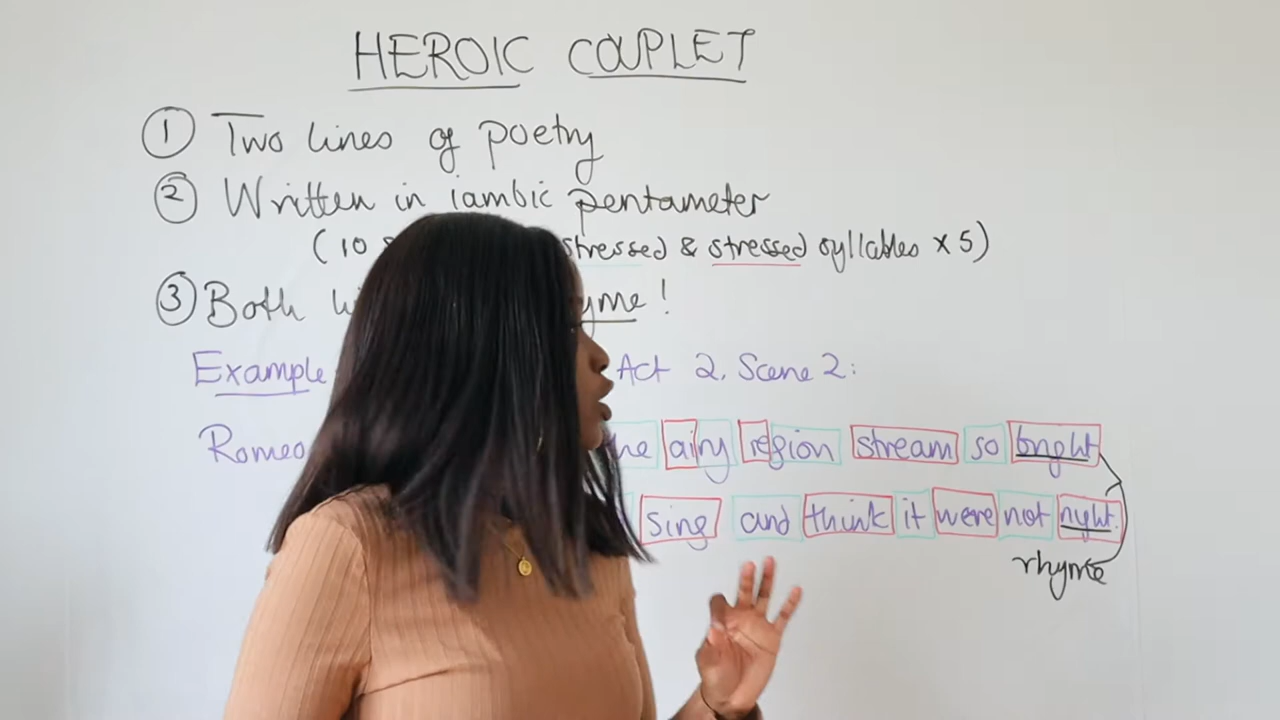 HEROIC COUPLET
① Two lines of poetry
② Written in iambic pentameter
(10 stressed & stressed syllables × 5)
③ Both !
Example Act 2, Scene 2:
Romeo airy region stream so bright
sing and think it were not night.
rhyme